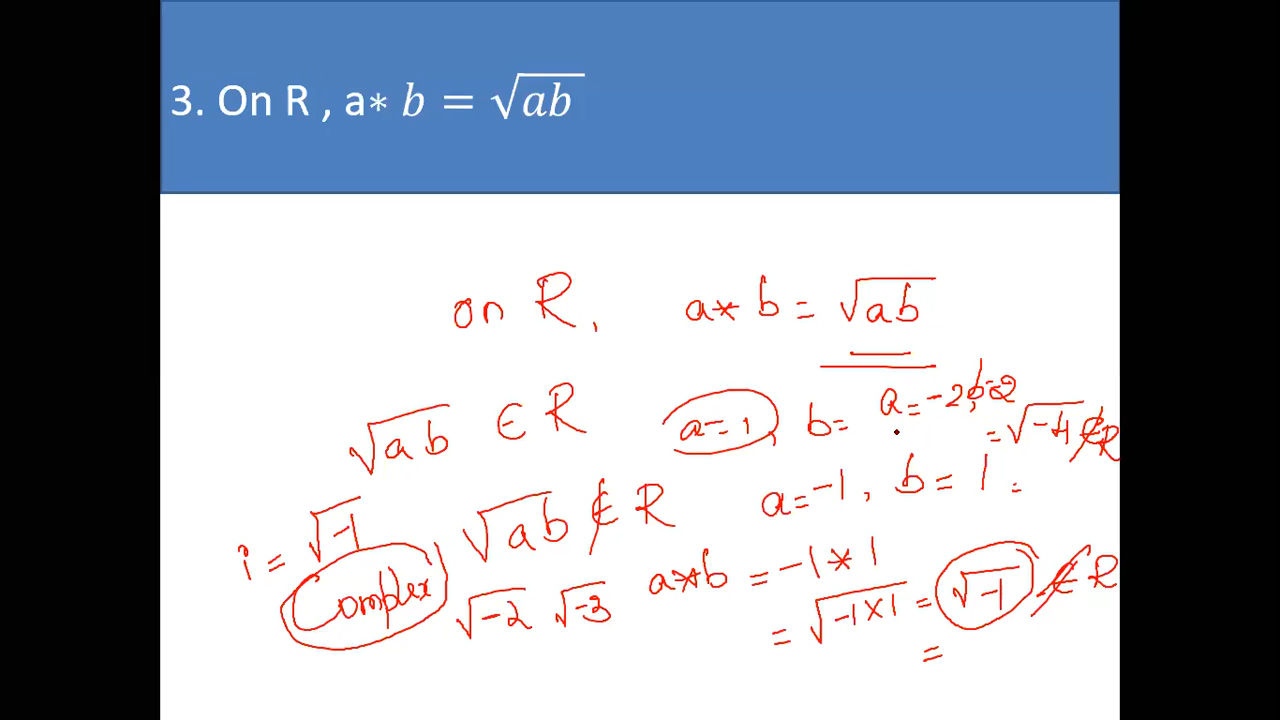 3. On R , a∗ b = √ab
on R, a * b = √ab
√ab ∈ R
a = 1, b =
a = -2, b = 2
= √-4 ∉ R
i = √-1
Complex
√ab ∉ R
√-2 √-3
a = -1, b = 1 =
a * b = -1 * 1
= √-1×1 = √-1 ∉ R
=